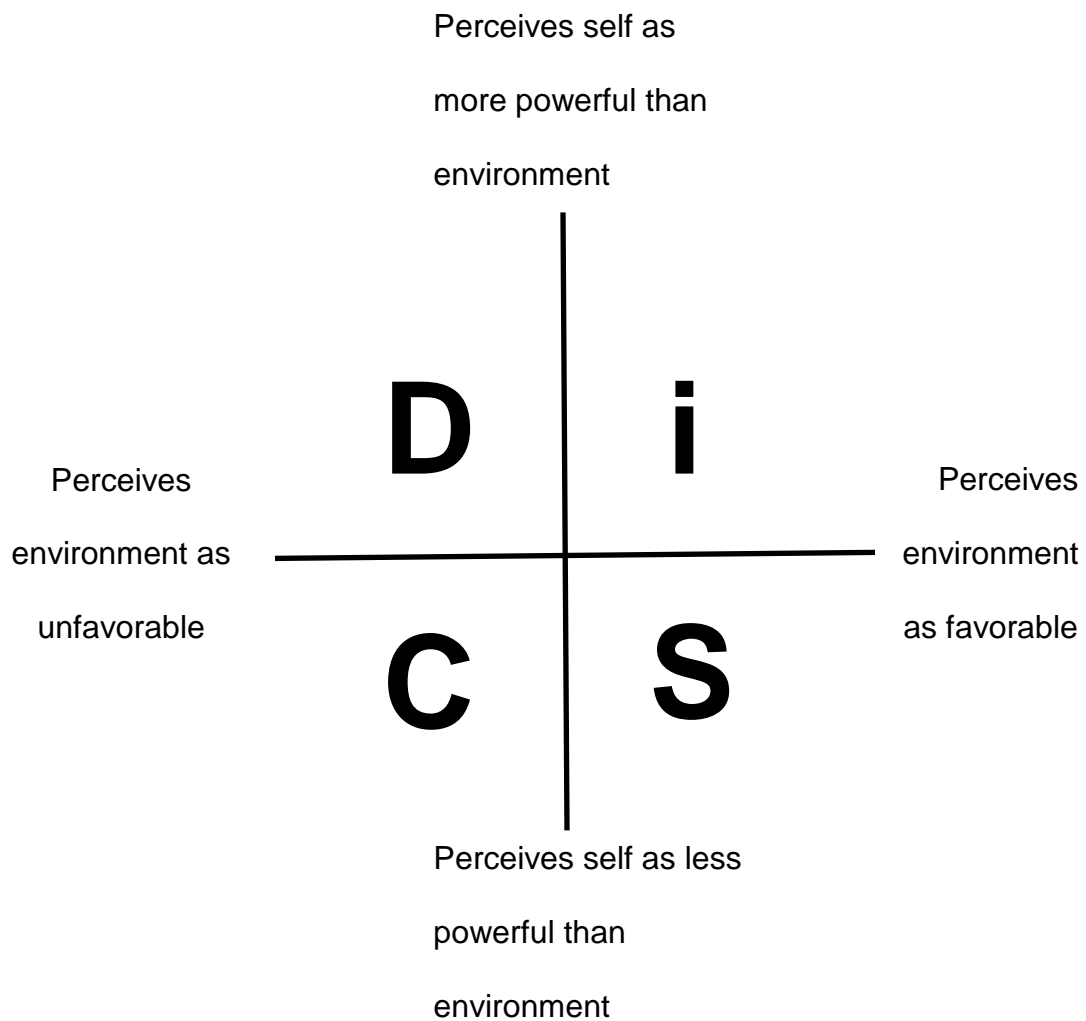 Perceives self as
more powerful than
environment
D i
Perceives
environment as
unfavorable
Perceives
environment
as favorable
C S
Perceives self as less
powerful than
environment